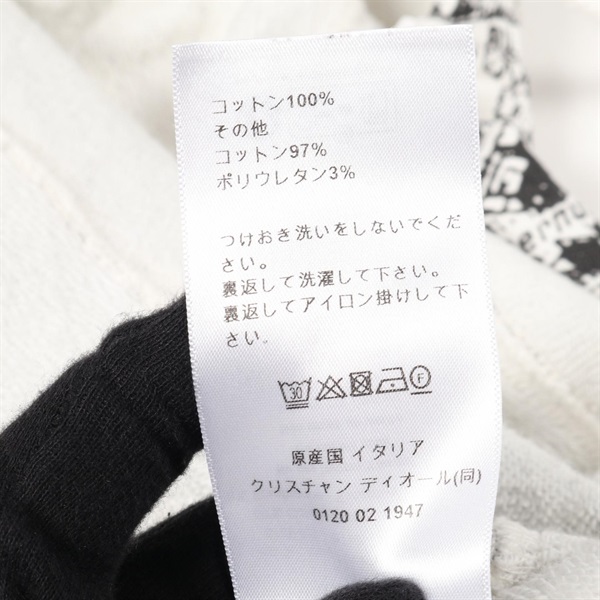 コットン100%
その他
コットン97%
ポリウレタン3%
つけおき洗いをしないでくだ
さい。
裏返して洗濯して下さい。
裏返してアイロン掛けして下
さい。
30 F
原産国 イタリア
クリスチャン ディオール(同)
0120 02 1947